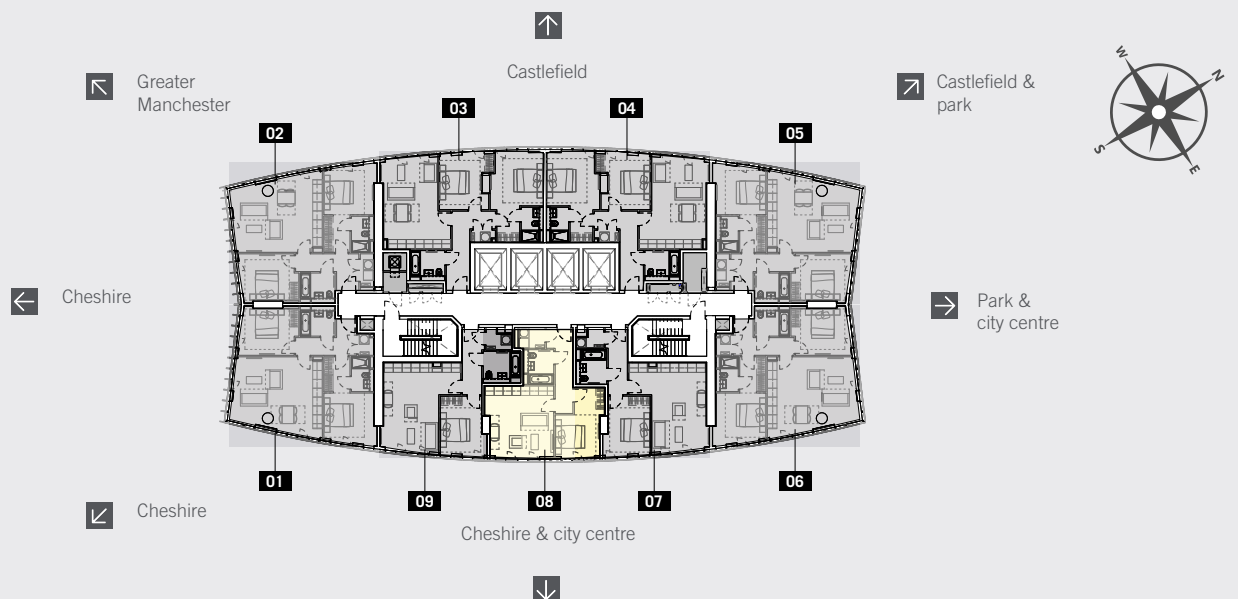 Castlefield
Greater
Manchester
Castlefield &
park
W
N
S
E
02
03
04
05
Cheshire
Park &
city centre
01
09
08
07
06
Cheshire
Cheshire & city centre